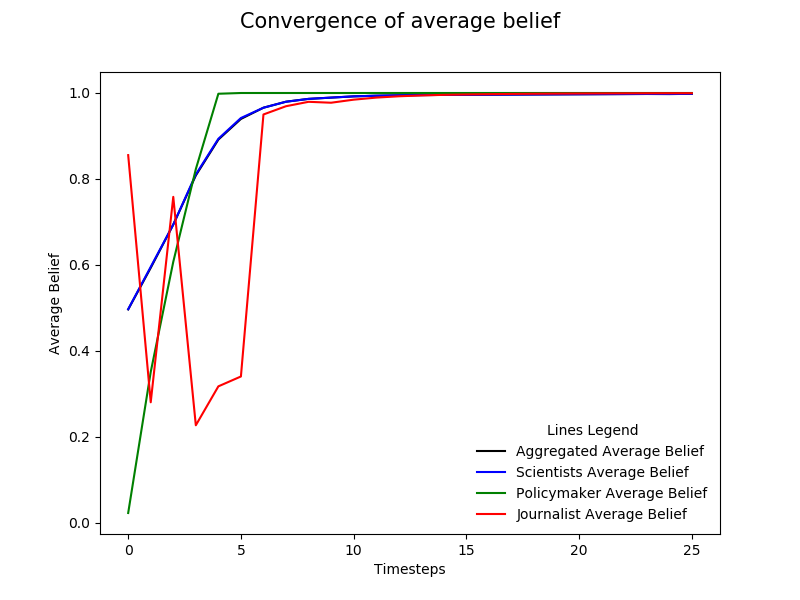 Convergence of average belief
1.0
0.8
0.6
0.4
0.2
0.0
Average Belief
Lines Legend
Aggregated Average Belief
Scientists Average Belief
Policymaker Average Belief
Journalist Average Belief
0 5 10 15 20 25
Timesteps